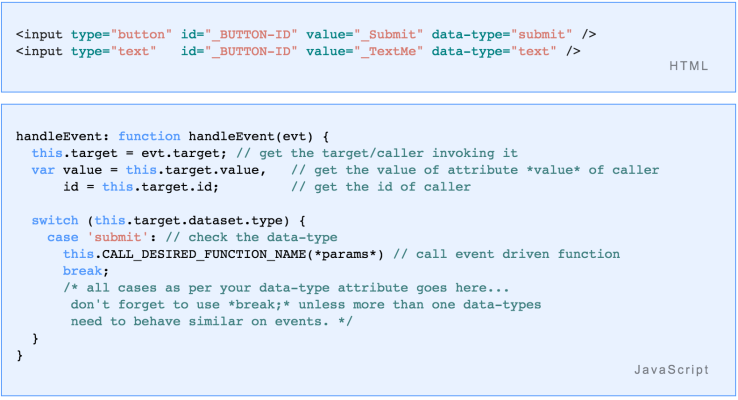 <input type="button" id="_BUTTON-ID" value="_Submit" data-type="submit" />
<input type="text"   id="_BUTTON-ID" value="_TextMe" data-type="text" />
HTML
handleEvent: function handleEvent(evt) {
  this.target = evt.target; // get the target/caller invoking it
  var value = this.target.value,   // get the value of attribute *value* of caller
      id = this.target.id;         // get the id of caller
  switch (this.target.dataset.type) {
    case 'submit': // check the data-type
      this.CALL_DESIRED_FUNCTION_NAME(*params*) // call event driven function
      break;
      /* all cases as per your data-type attribute goes here...
       don't forget to use *break;* unless more than one data-types
       need to behave similar on events. */
  }
}
JavaScript